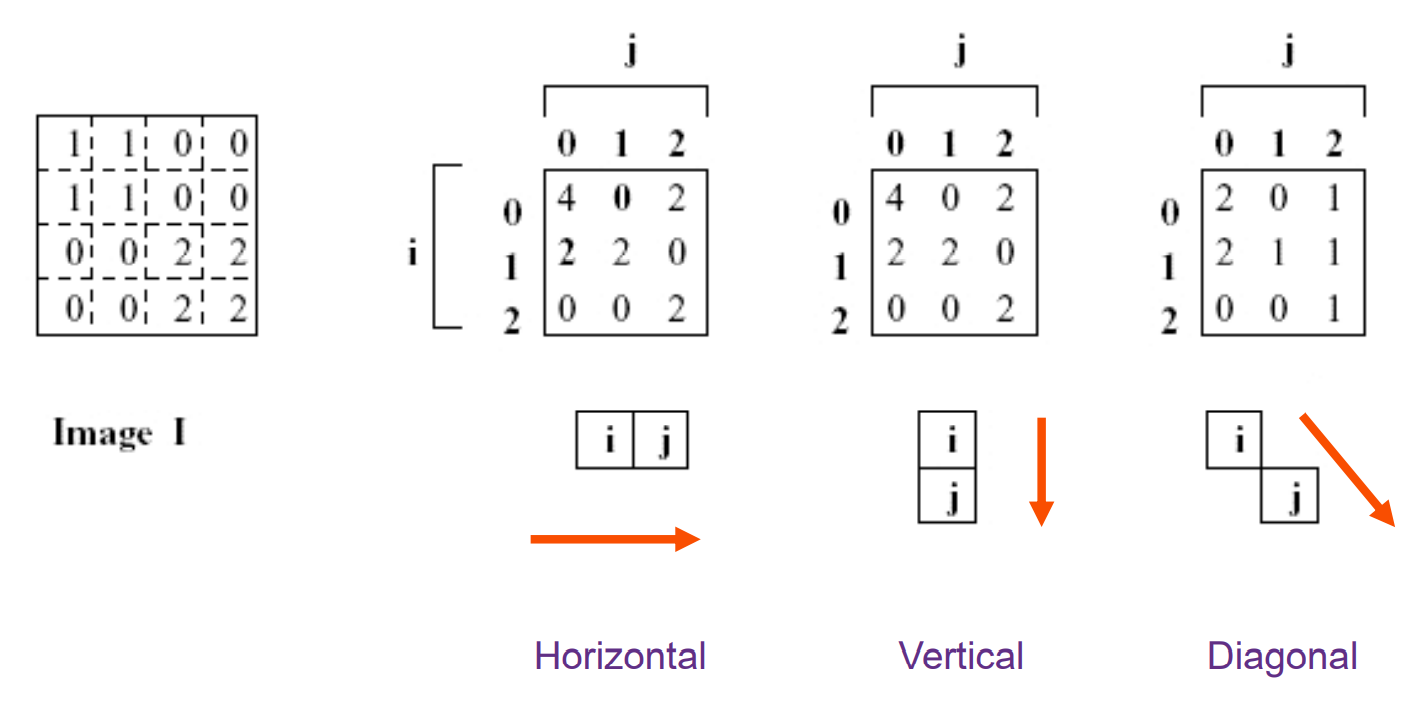 j j j
0 1 2 0 1 2 0 1 2
1 1 0 0
1 1 0 0
0 0 2 2
0 0 2 2
i
0 4 0 2
1 2 2 0
2 0 0 2
0 4 0 2
1 2 2 0
2 0 0 2
0 2 0 1
1 2 1 1
2 0 0 1
Image I
i j
i
j
i
j
Horizontal Vertical Diagonal